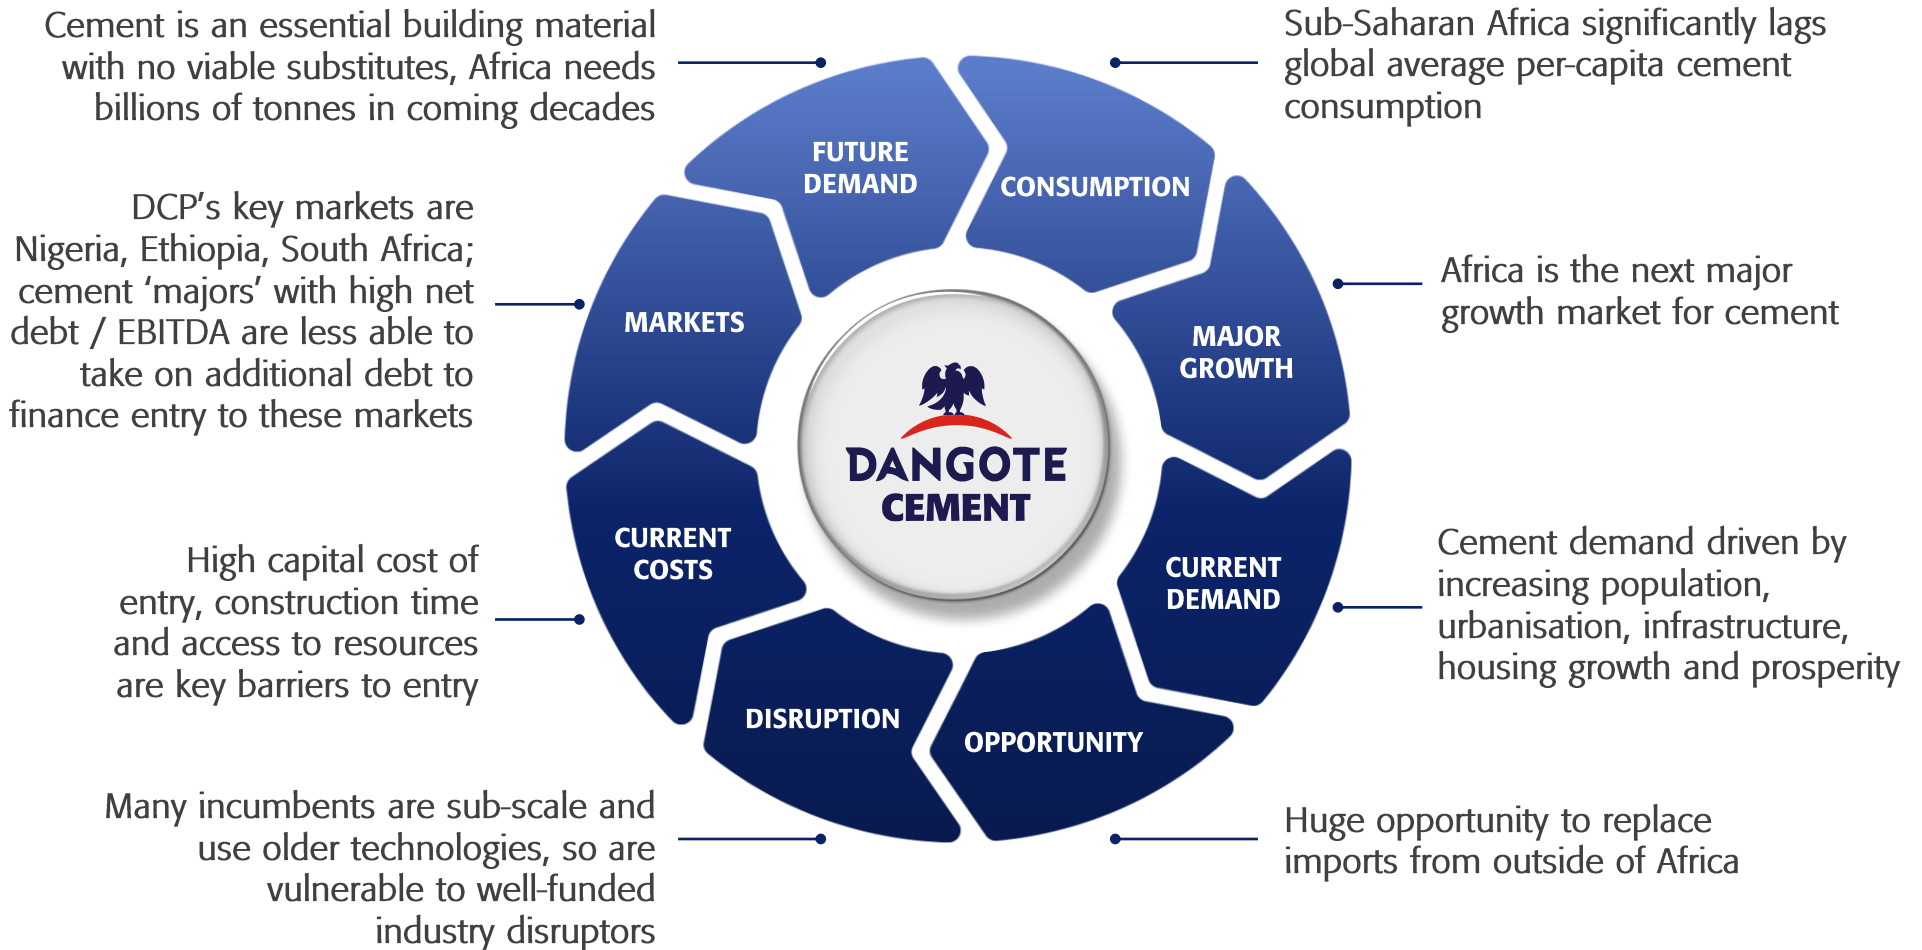 Cement is an essential building material
with no viable substitutes, Africa needs
billions of tonnes in coming decades
Sub-Saharan Africa significantly lags
global average per-capita cement
consumption
FUTURE
DEMAND
CONSUMPTION
DCP’s key markets are
Nigeria, Ethiopia, South Africa;
cement ‘majors’ with high net
debt / EBITDA are less able to
take on additional debt to
finance entry to these markets
MARKETS
MAJOR
GROWTH
Africa is the next major
growth market for cement
DANGOTE
CEMENT
High capital cost of
entry, construction time
and access to resources
are key barriers to entry
CURRENT
COSTS
CURRENT
DEMAND
Cement demand driven by
increasing population,
urbanisation, infrastructure,
housing growth and prosperity
DISRUPTION
OPPORTUNITY
Many incumbents are sub-scale and
use older technologies, so are
vulnerable to well-funded
industry disruptors
Huge opportunity to replace
imports from outside of Africa